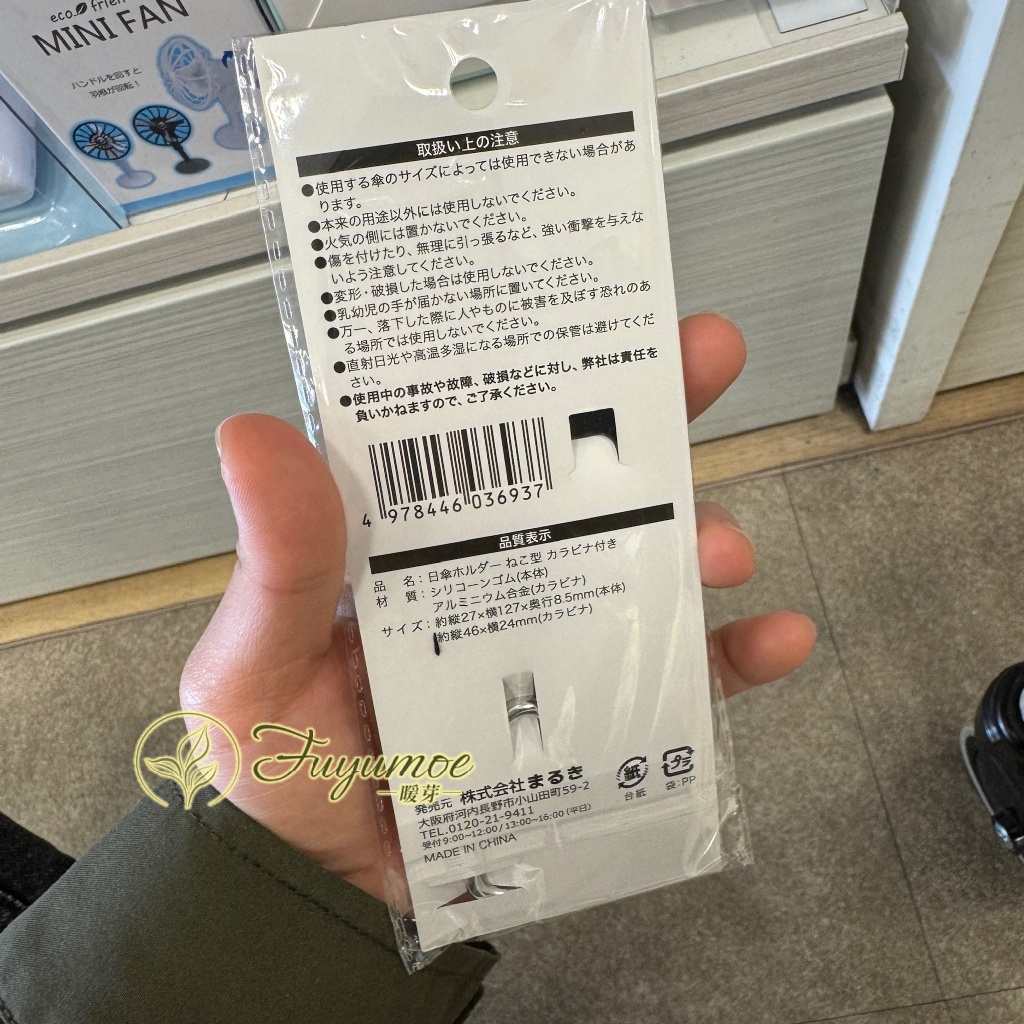 eco frien
MINI FAN
ハンドルを回すと
羽根が回転！
取扱い上の注意
●使用する傘のサイズによっては使用できない場合があ
ります。
●本来の用途以外には使用しないでください。
●火気の側には置かないでください。
●傷を付けたり、無理に引っ張るなど、強い衝撃を与えな
いよう注意してください。
●変形・破損した場合は使用しないでください。
●乳幼児の手が届かない場所に置いてください。
●万一、落下した際に人やものに被害を及ぼす恐れのあ
る場所では使用しないでください。
●直射日光や高温多湿になる場所での保管は避けてくだ
さい。
●使用中の事故や故障、破損などに対し、弊社は責任を
負いかねますので、ご了承ください。
4 978446 036937
品質表示
品 名：日傘ホルダー ねこ型 カラビナ付き
材 質：シリコーンゴム(本体)
アルミニウム合金(カラビナ)
サイズ：約縦27×横127×奥行8.5mm(本体)
約縦46×横24mm(カラビナ)
Fuyumoe
暖芽
発売元 株式会社まるき
大阪府河内長野市小山田町59-2
TEL.0120-21-9411
受付9:00~12:00/13:00~16:00(平日)
MADE IN CHINA
紙
台紙
プラ
袋:PP